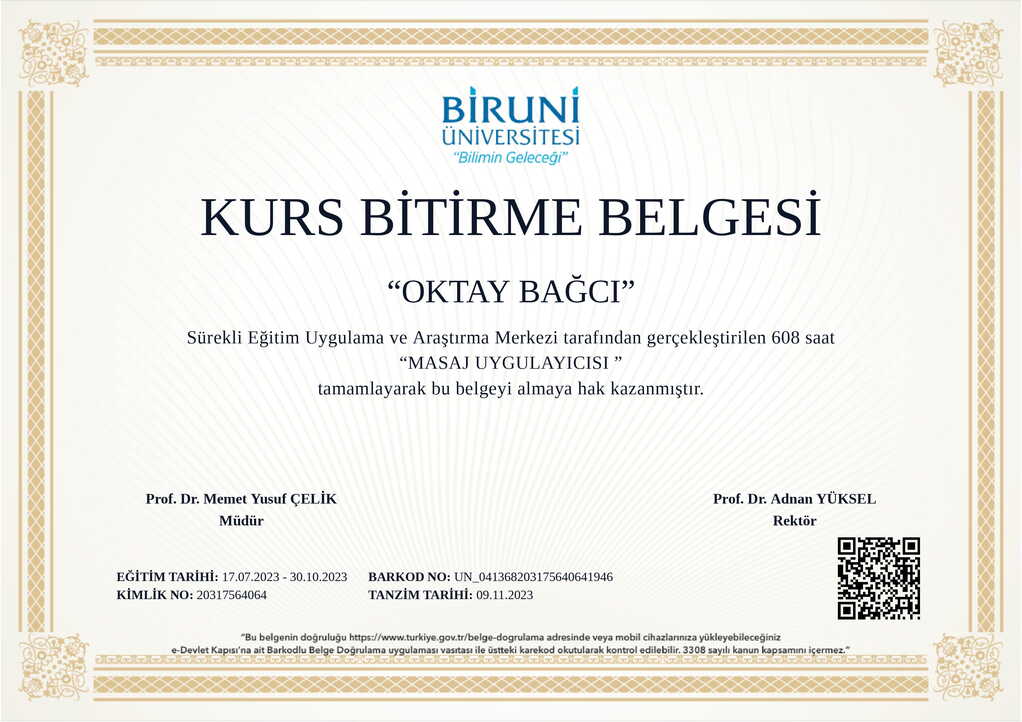 BİRUNİ
ÜNİVERSİTESİ
“Bilimin Geleceği”
KURS BİTİRME BELGESİ
“OKTAY BAĞCI”
Sürekli Eğitim Uygulama ve Araştırma Merkezi tarafından gerçekleştirilen 608 saat
“MASAJ UYGULAYICISI ”
tamamlayarak bu belgeyi almaya hak kazanmıştır.
Prof. Dr. Memet Yusuf ÇELİK
Müdür
Prof. Dr. Adnan YÜKSEL
Rektör
EĞİTİM TARİHİ: 17.07.2023 - 30.10.2023
KİMLİK NO: 20317564064
BARKOD NO: UN_041368203175640641946
TANZİM TARİHİ: 09.11.2023
“Bu belgenin doğruluğu https://www.turkiye.gov.tr/belge-dogrulama adresinde veya mobil cihazlarınıza yükleyebileceğiniz
e-Devlet Kapısı’na ait Barkodlu Belge Doğrulama uygulaması vasıtası ile üstteki karekod okutularak kontrol edilebilir. 3308 sayılı kanun kapsamını içermez.”